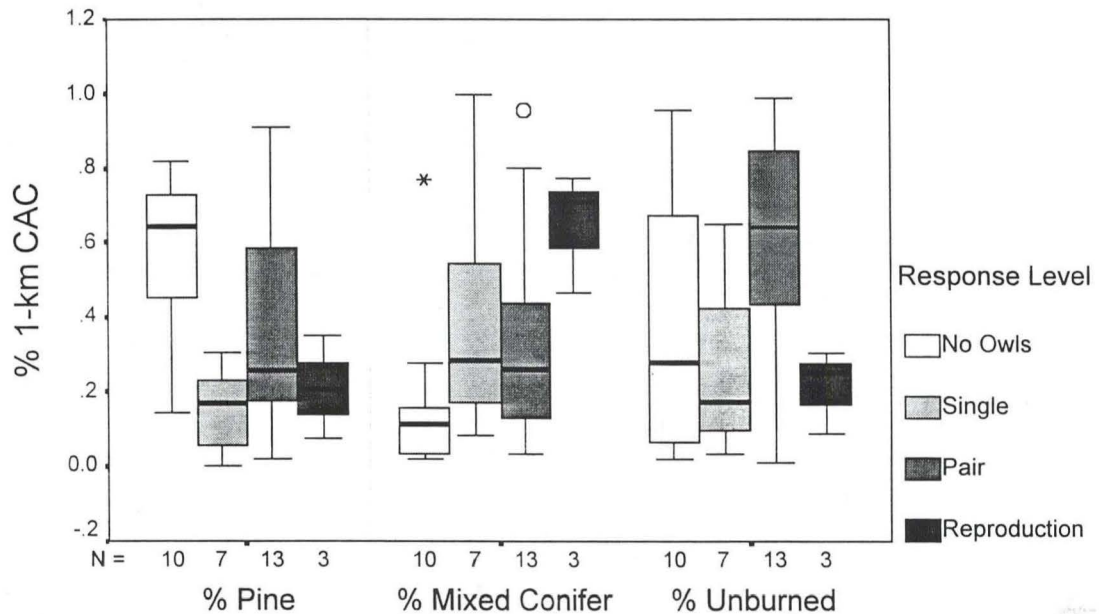 % 1-km CAC
1.2
1.0
.8
.6
.4
.2
0.0
-.2
N = 10 7 13 3 10 7 13 3 10 7 13 3
% Pine % Mixed Conifer % Unburned
Response Level
No Owls
Single
Pair
Reproduction